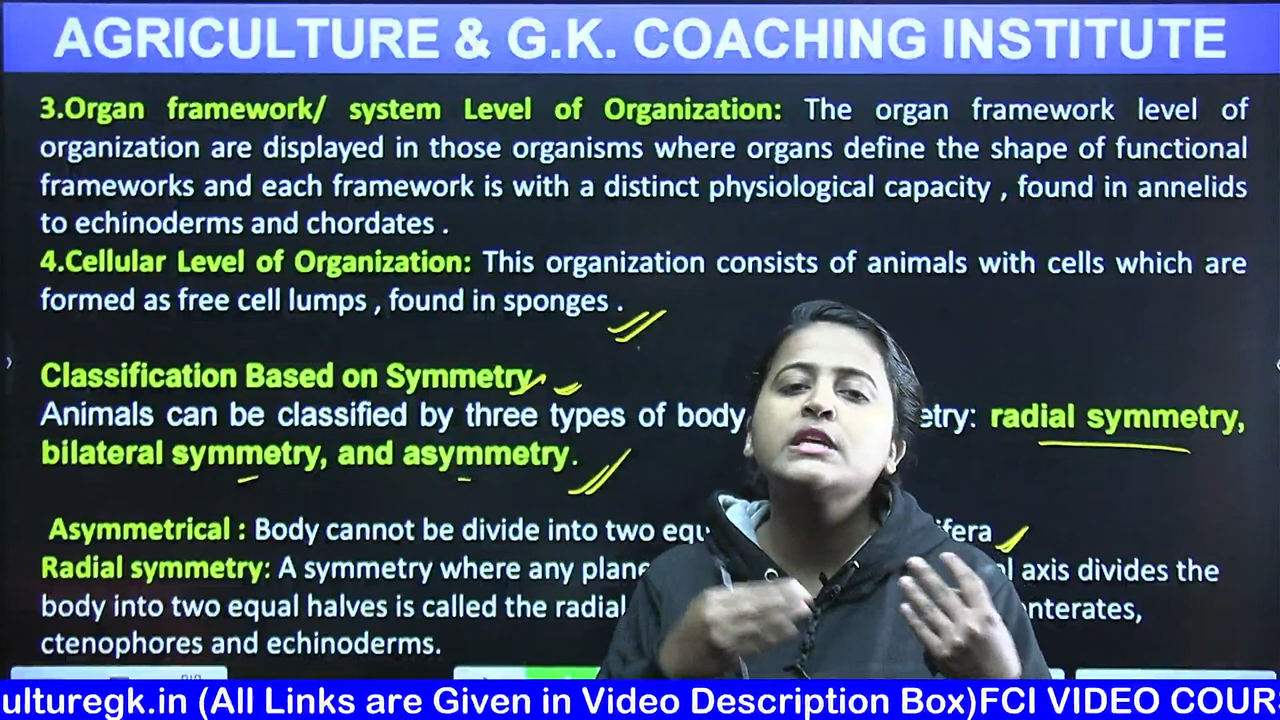 AGRICULTURE & G.K. COACHING INSTITUTE
3.Organ framework/ system Level of Organization: The organ framework level of
organization are displayed in those organisms where organs define the shape of functional
frameworks and each framework is with a distinct physiological capacity , found in annelids
to echinoderms and chordates .
4.Cellular Level of Organization: This organization consists of animals with cells which are
formed as free cell lumps , found in sponges .
Classification Based on Symmetry
Animals can be classified by three types of body etry: radial symmetry,
bilateral symmetry, and asymmetry.
Asymmetrical : Body cannot be divide into two equ ifera
Radial symmetry: A symmetry where any plane l axis divides the
body into two equal halves is called the radial enterates,
ctenophores and echinoderms.
ulturegk.in (All Links are Given in Video Description Box)FCI VIDEO COUR